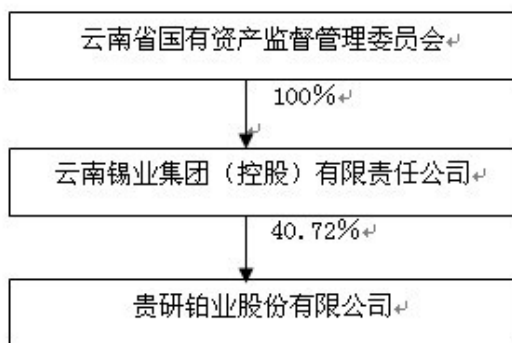 云南省国有资产监督管理委员会
100%
云南锡业集团（控股）有限责任公司
40.72%
贵研铂业股份有限公司